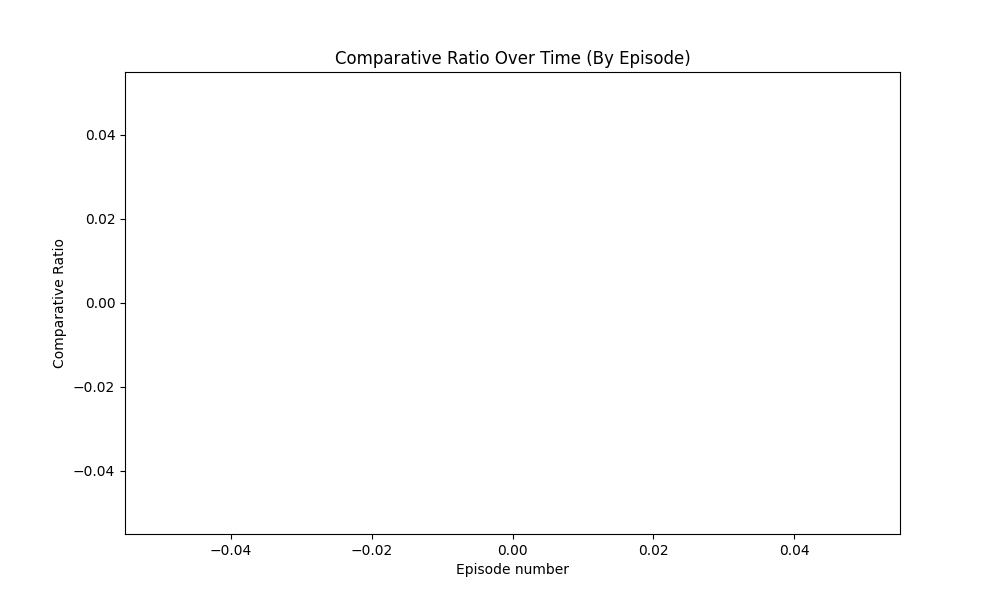 Comparative Ratio Over Time (By Episode)
0.04
0.02
0.00
−0.02
−0.04
Comparative Ratio
−0.04 −0.02 0.00 0.02 0.04
Episode number